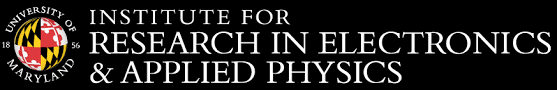 UNIVERSITY OF
18 56
MARYLAND
INSTITUTE FOR
RESEARCH IN ELECTRONICS
& APPLIED PHYSICS